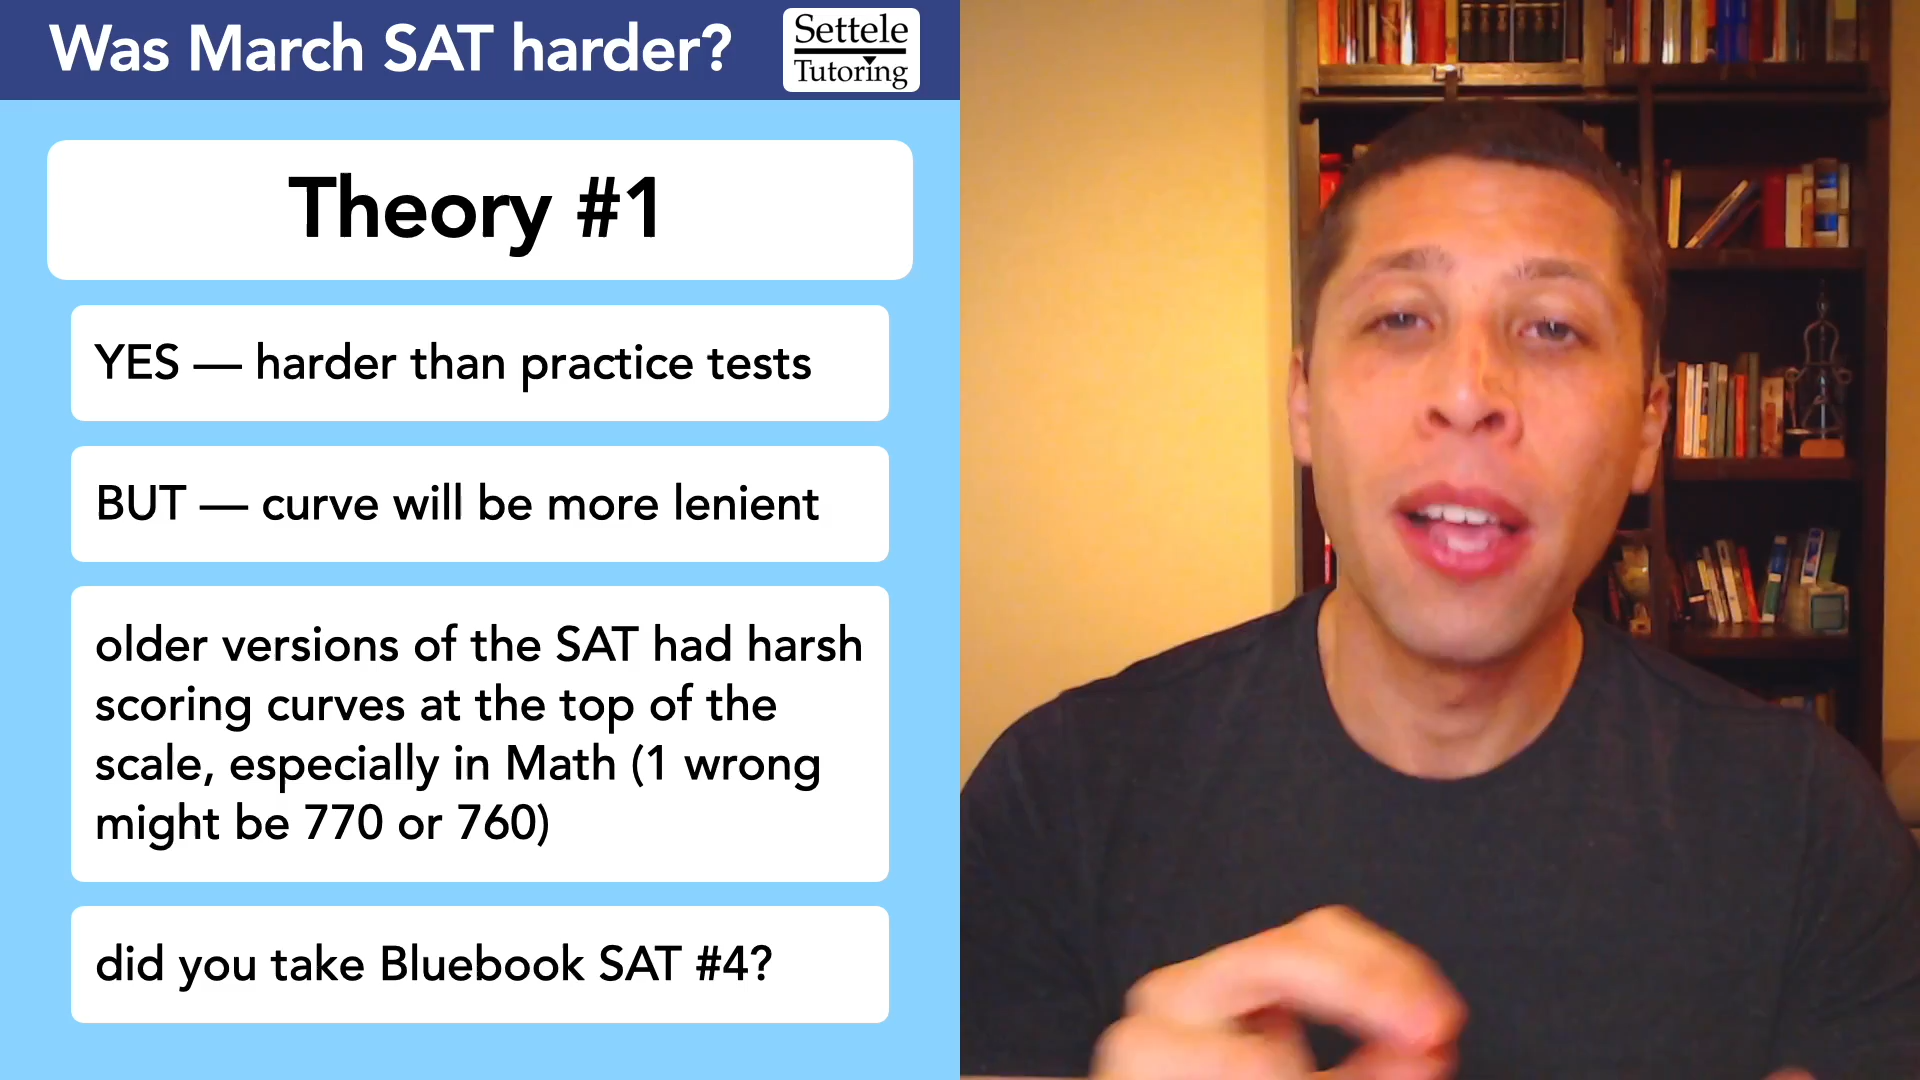 Was March SAT harder?
Settele
Tutoring
Theory #1
YES — harder than practice tests
BUT — curve will be more lenient
older versions of the SAT had harsh
scoring curves at the top of the
scale, especially in Math (1 wrong
might be 770 or 760)
did you take Bluebook SAT #4?